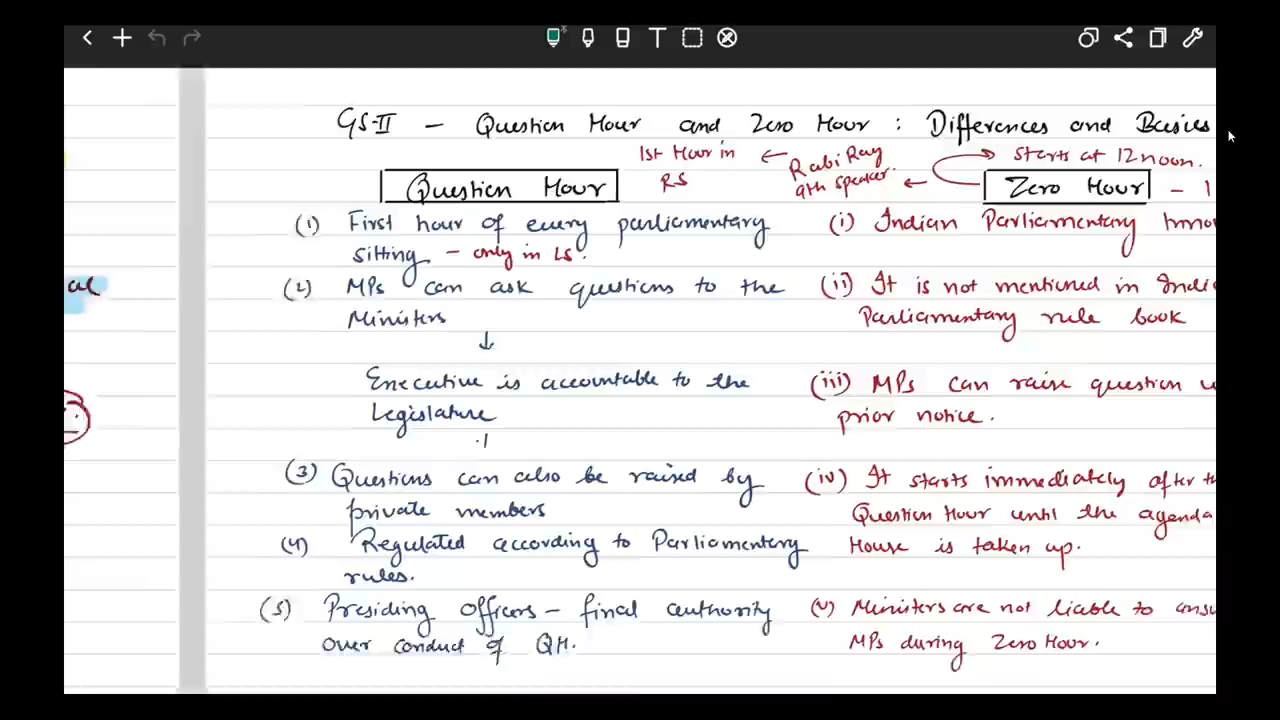 GS-II - Question Hour and Zero Hour : Differences and Basics
1st Hour in ← Rabi Ray → starts at 12 noon.
RS 9th speaker. ←
Question Hour
Zero Hour - 1
(1) First hour of every parliamentary
sitting - only in LS.
(2) MPs can ask questions to the
Ministers
↓
Executive is accountable to the
Legislature
(3) Questions can also be raised by
private members
(4) Regulated according to Parliamentary
rules.
(5) Presiding officers - final authority
over conduct of QH.
(i) Indian Parliamentary Inno
(ii) It is not mentioned in Indi
Parliamentary rule book
(iii) MPs can raise question w
prior notice.
(iv) It starts immediately after t
Question Hour until the agenda
House is taken up.
(v) Ministers are not liable to answ
MPs during Zero Hour.
al
T